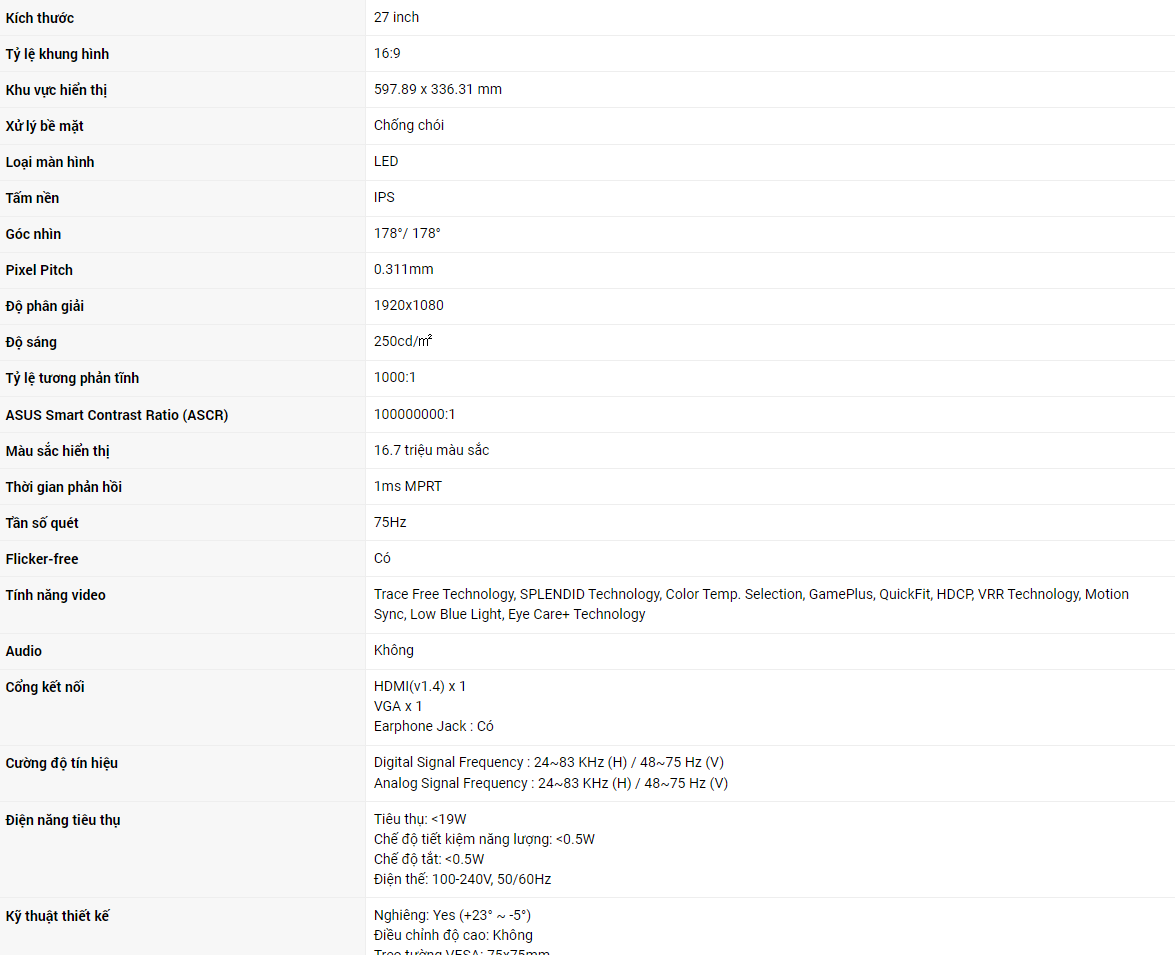 Kích thước
27 inch
Tỷ lệ khung hình
16:9
Khu vực hiển thị
597.89 x 336.31 mm
Xử lý bề mặt
Chống chói
Loại màn hình
LED
Tấm nền
IPS
Góc nhìn
178°/ 178°
Pixel Pitch
0.311mm
Độ phân giải
1920x1080
Độ sáng
250cd/㎡
Tỷ lệ tương phản tĩnh
1000:1
ASUS Smart Contrast Ratio (ASCR)
100000000:1
Màu sắc hiển thị
16.7 triệu màu sắc
Thời gian phản hồi
1ms MPRT
Tần số quét
75Hz
Flicker-free
Có
Tính năng video
Trace Free Technology, SPLENDID Technology, Color Temp. Selection, GamePlus, QuickFit, HDCP, VRR Technology, Motion
Sync, Low Blue Light, Eye Care+ Technology
Audio
Không
Cổng kết nối
HDMI(v1.4) x 1
VGA x 1
Earphone Jack : Có
Cường độ tín hiệu
Digital Signal Frequency : 24~83 KHz (H) / 48~75 Hz (V)
Analog Signal Frequency : 24~83 KHz (H) / 48~75 Hz (V)
Điện năng tiêu thụ
Tiêu thụ: <19W
Chế độ tiết kiệm năng lượng: <0.5W
Chế độ tắt: <0.5W
Điện thế: 100-240V, 50/60Hz
Kỹ thuật thiết kế
Nghiêng: Yes (+23° ~ -5°)
Điều chỉnh độ cao: Không
Treo tường VESA: 75x75mm